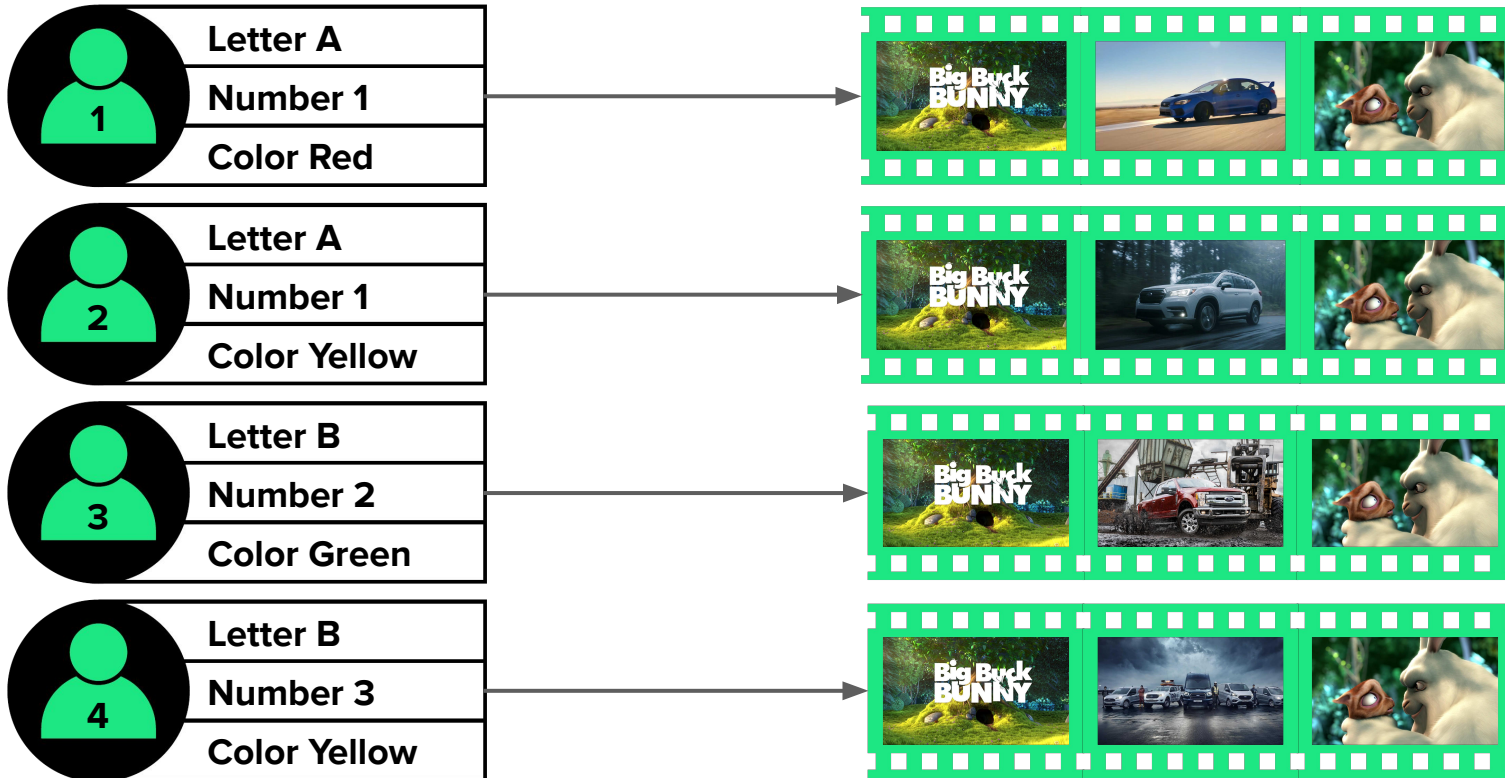 Letter A
1
Number 1
Color Red
Big Buck
BUNNY
Letter A
2
Number 1
Color Yellow
Big Buck
BUNNY
Letter B
3
Number 2
Color Green
Big Buck
BUNNY
Letter B
4
Number 3
Color Yellow
Big Buck
BUNNY